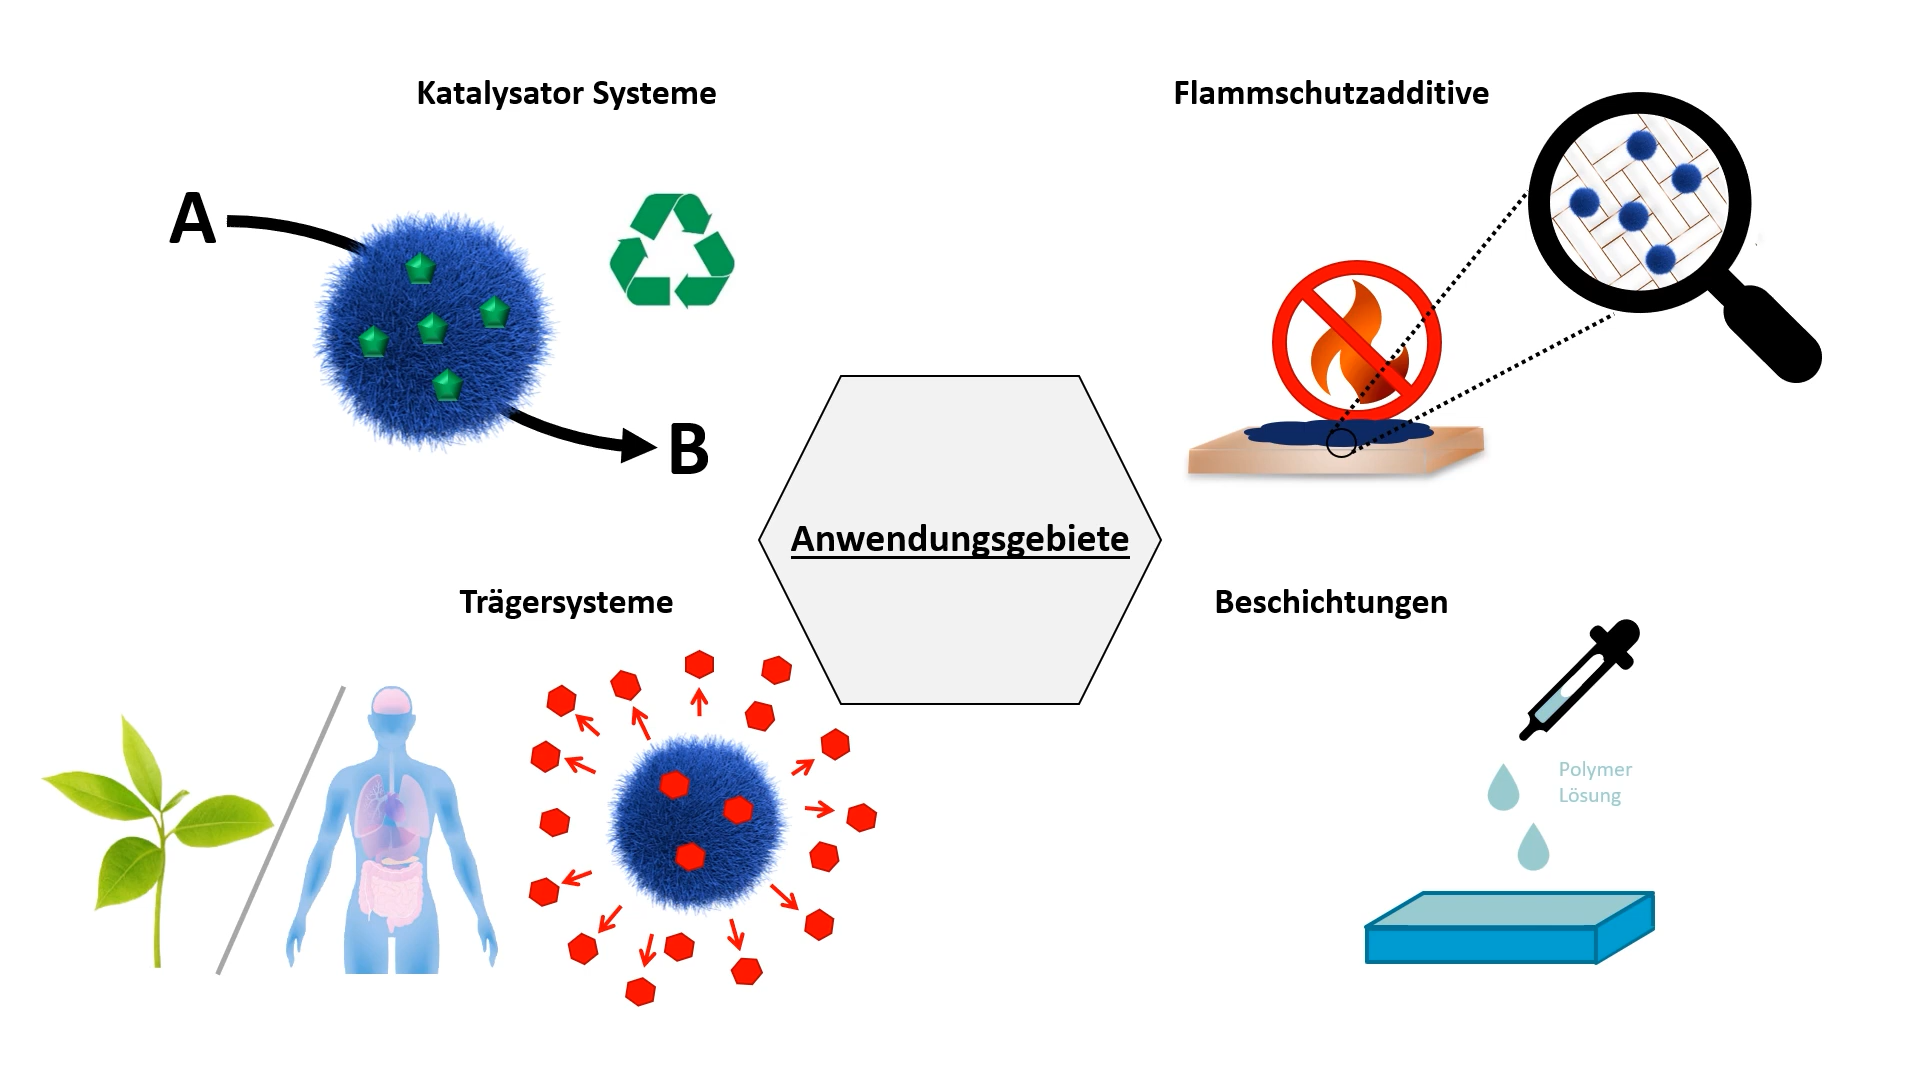 Katalysator Systeme
A
B
Flammschutzadditive
Anwendungsgebiete
Trägersysteme
Beschichtungen
Polymer
Lösung